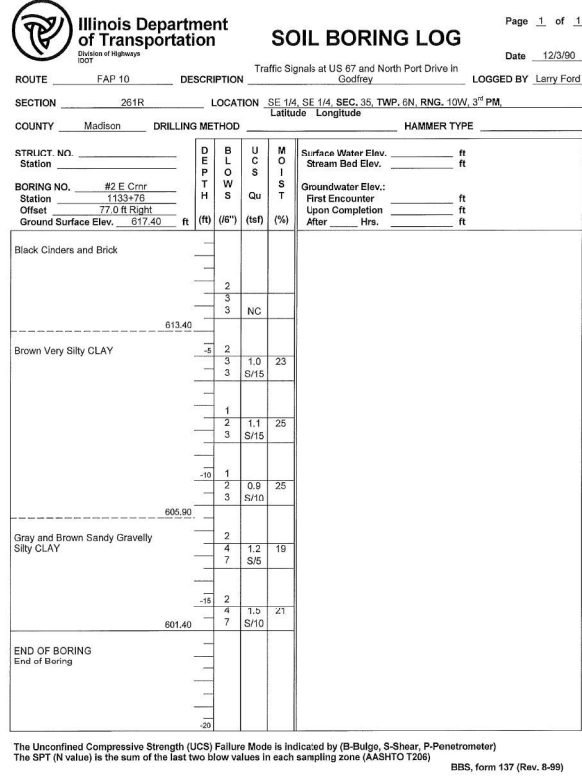 Illinois Department
of Transportation
Division of Highways
IDOT
SOIL BORING LOG
Page 1 of 1
Date 12/3/90
ROUTE FAP 10 DESCRIPTION Traffic Signals at US 67 and North Port Drive in Godfrey LOGGED BY Larry Ford
SECTION 261R LOCATION SE 1/4, SE 1/4, SEC. 35, TWP. 6N, RNG. 10W, 3rd PM,
Latitude Longitude
COUNTY Madison DRILLING METHOD HAMMER TYPE
STRUCT. NO.
Station
BORING NO. #2 E Crnr
Station 1133+76
Offset 77.0 ft Right
Ground Surface Elev. 617.40 ft
DEPTH (ft)
BLOWS (/6")
UCS Qu (tsf)
MOIST (%)
Surface Water Elev. ft
Stream Bed Elev. ft
Groundwater Elev.:
First Encounter ft
Upon Completion ft
After Hrs. ft
Black Cinders and Brick
2
3
3 NC
613.40
Brown Very Silty CLAY -5 2
3 1.0 23
3 S/15
1
2 1.1 25
3 S/15
-10 1
2 0.9 25
3 S/10
605.90
Gray and Brown Sandy Gravelly 2
Silty CLAY 4 1.2 19
7 S/5
-15 2
4 1.5 21
601.40 7 S/10
END OF BORING
End of Boring
-20
The Unconfined Compressive Strength (UCS) Failure Mode is indicated by (B-Bulge, S-Shear, P-Penetrometer)
The SPT (N value) is the sum of the last two blow values in each sampling zone (AASHTO T206)
BBS, form 137 (Rev. 8-99)